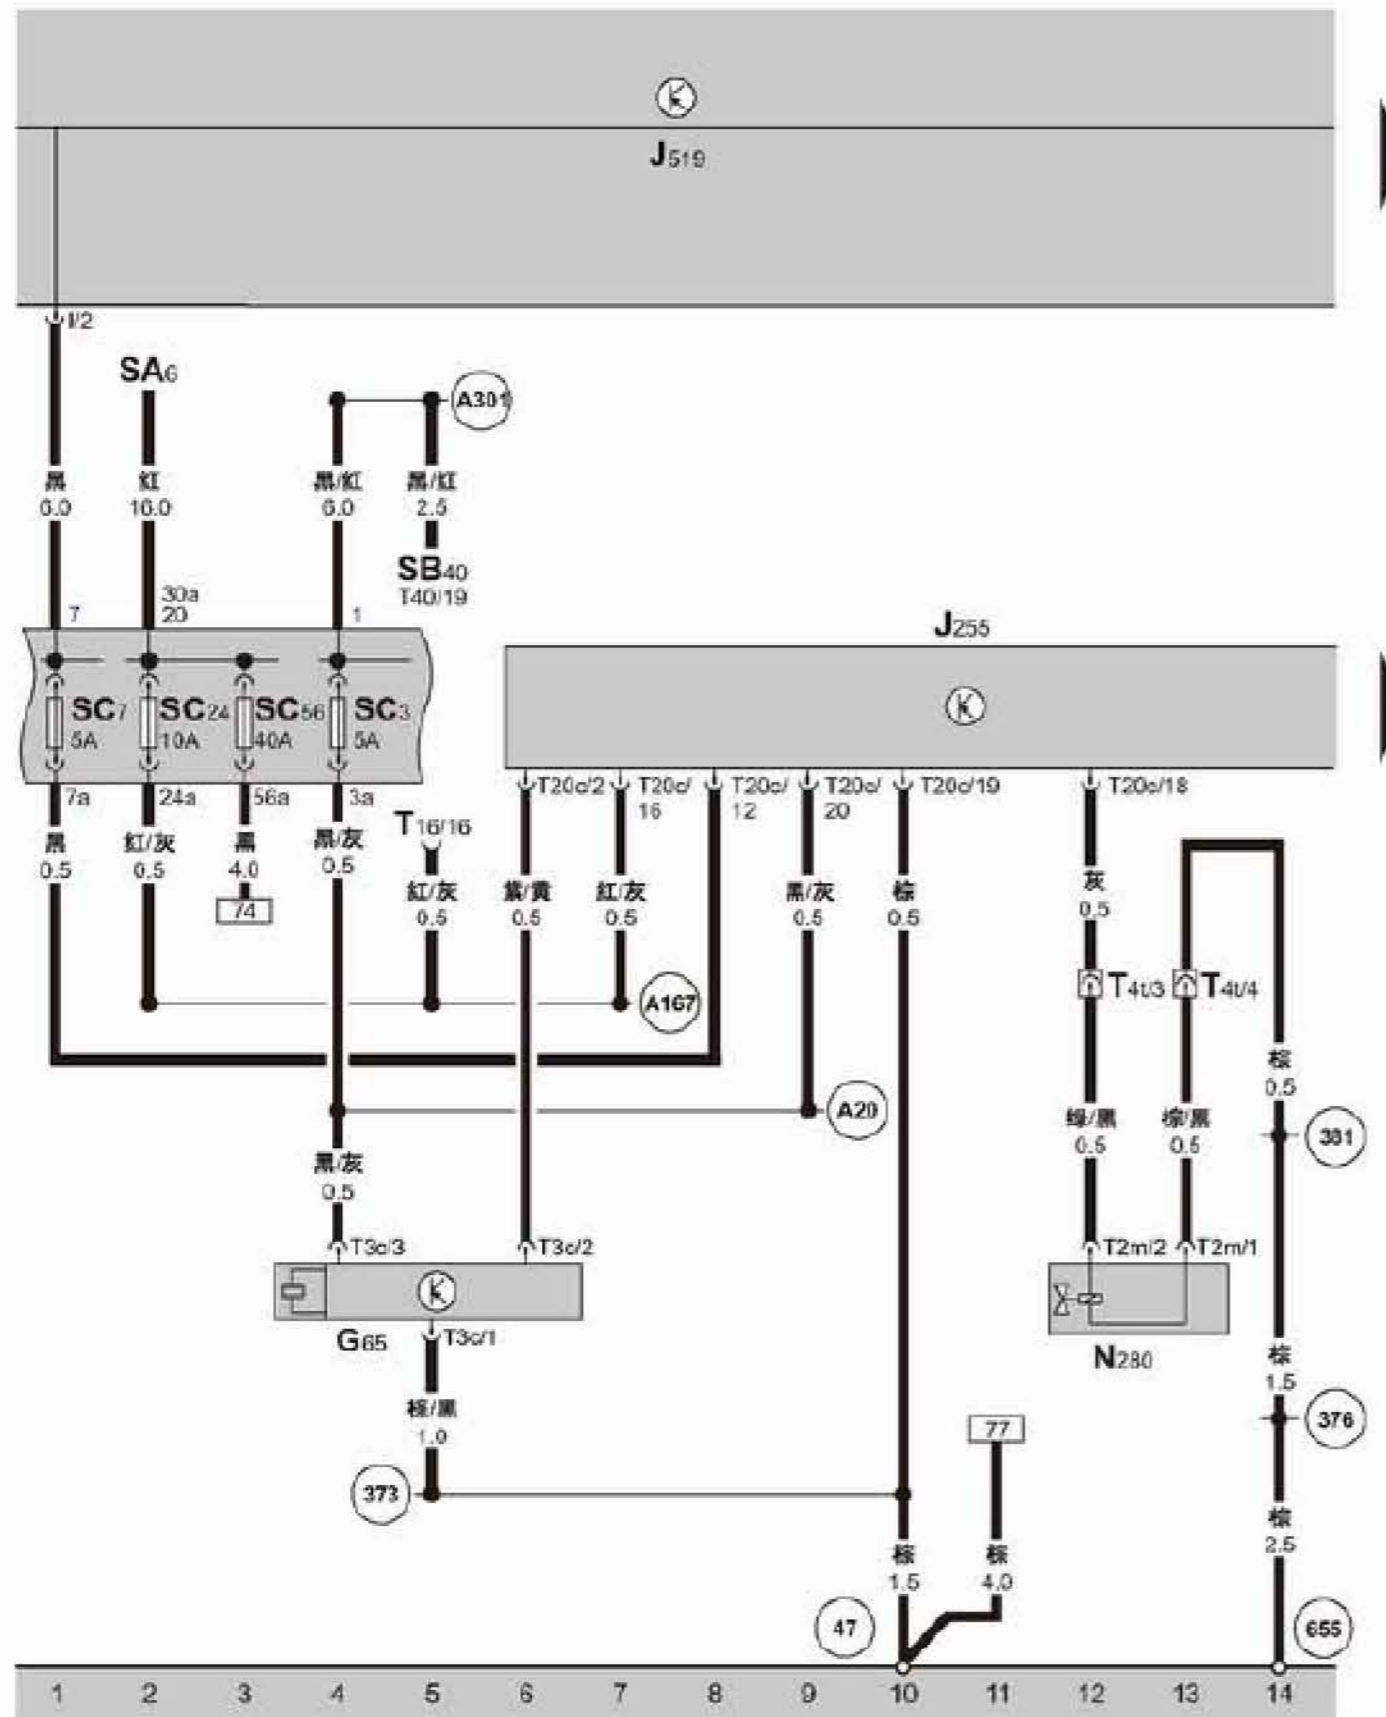 J519
I/2
SA6
A301
黑
6.0
紅
16.0
黑/紅
6.0
黑/紅
2.5
SB40
T40/19
7
30a
20
1
J255
SC7
5A
SC24
10A
SC56
40A
SC3
5A
7a
24a
56a
3a
T20c/2
T20c/
16
T20c/
12
T20c/
20
T20c/19
T20c/18
黑
0.5
紅/灰
0.5
黑
4.0
74
黑/灰
0.5
T16/16
紅/灰
0.5
紫/黄
0.5
紅/灰
0.5
黑/灰
0.5
棕
0.5
灰
0.5
T4t/3
T4t/4
A167
棕
0.5
A20
绿/黑
0.5
棕/黑
0.5
381
黑/灰
0.5
T3c/3
T3c/2
T2m/2
T2m/1
G65
T3c/1
N280
棕
1.5
棕/黑
1.0
77
376
373
棕
2.5
棕
1.5
棕
4.0
47
655
1 2 3 4 5 6 7 8 9 10 11 12 13 14